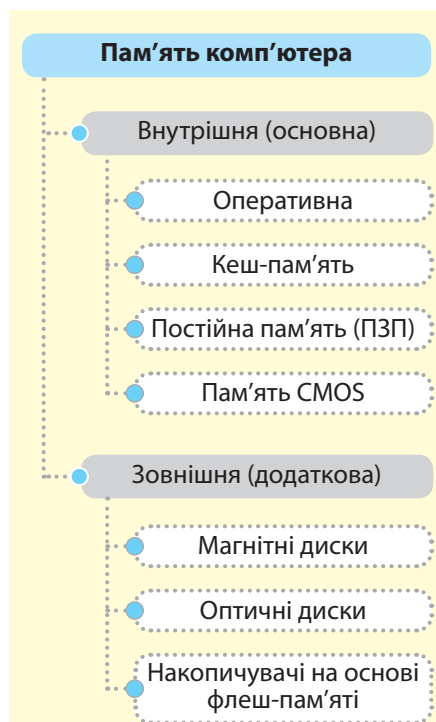 Пам’ять комп’ютера
Внутрішня (основна)
Оперативна
Кеш-пам’ять
Постійна пам’ять (ПЗП)
Пам’ять CMOS
Зовнішня (додаткова)
Магнітні диски
Оптичні диски
Накопичувачі на основі
флеш-пам’яті